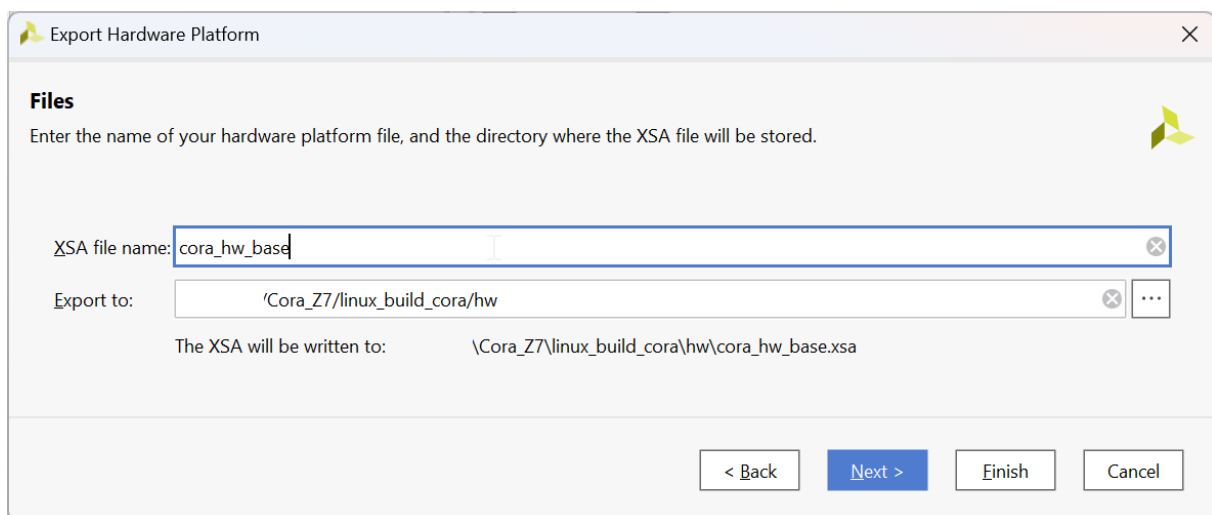 Export Hardware Platform
Files
Enter the name of your hardware platform file, and the directory where the XSA file will be stored.
XSA file name: cora_hw_base
Export to: /Cora_Z7/linux_build_cora/hw
The XSA will be written to: \Cora_Z7\linux_build_cora\hw\cora_hw_base.xsa
< Back Next > Finish Cancel